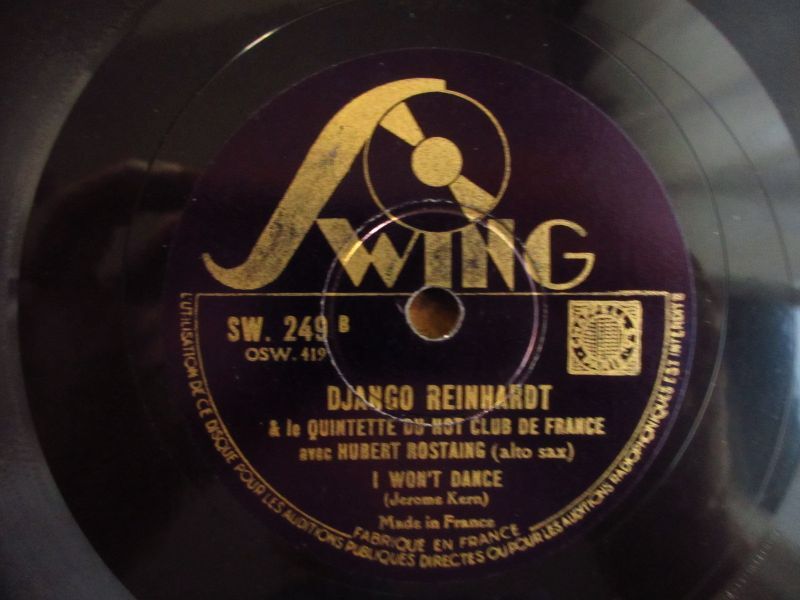 SWING
SW. 249 B
OSW. 419
DJANGO REINHARDT
& le QUINTETTE DU HOT CLUB DE FRANCE
avec HUBERT ROSTAING (alto sax)
I WON'T DANCE
(Jerome Kern)
Made in France
FABRIQUE EN FRANCE
L'UTILISATION DE CE DISQUE POUR LES AUDITIONS PUBLIQUES DIRECTES OU POUR LES AUDITIONS RADIOPHONIQUES EST INTERDITE